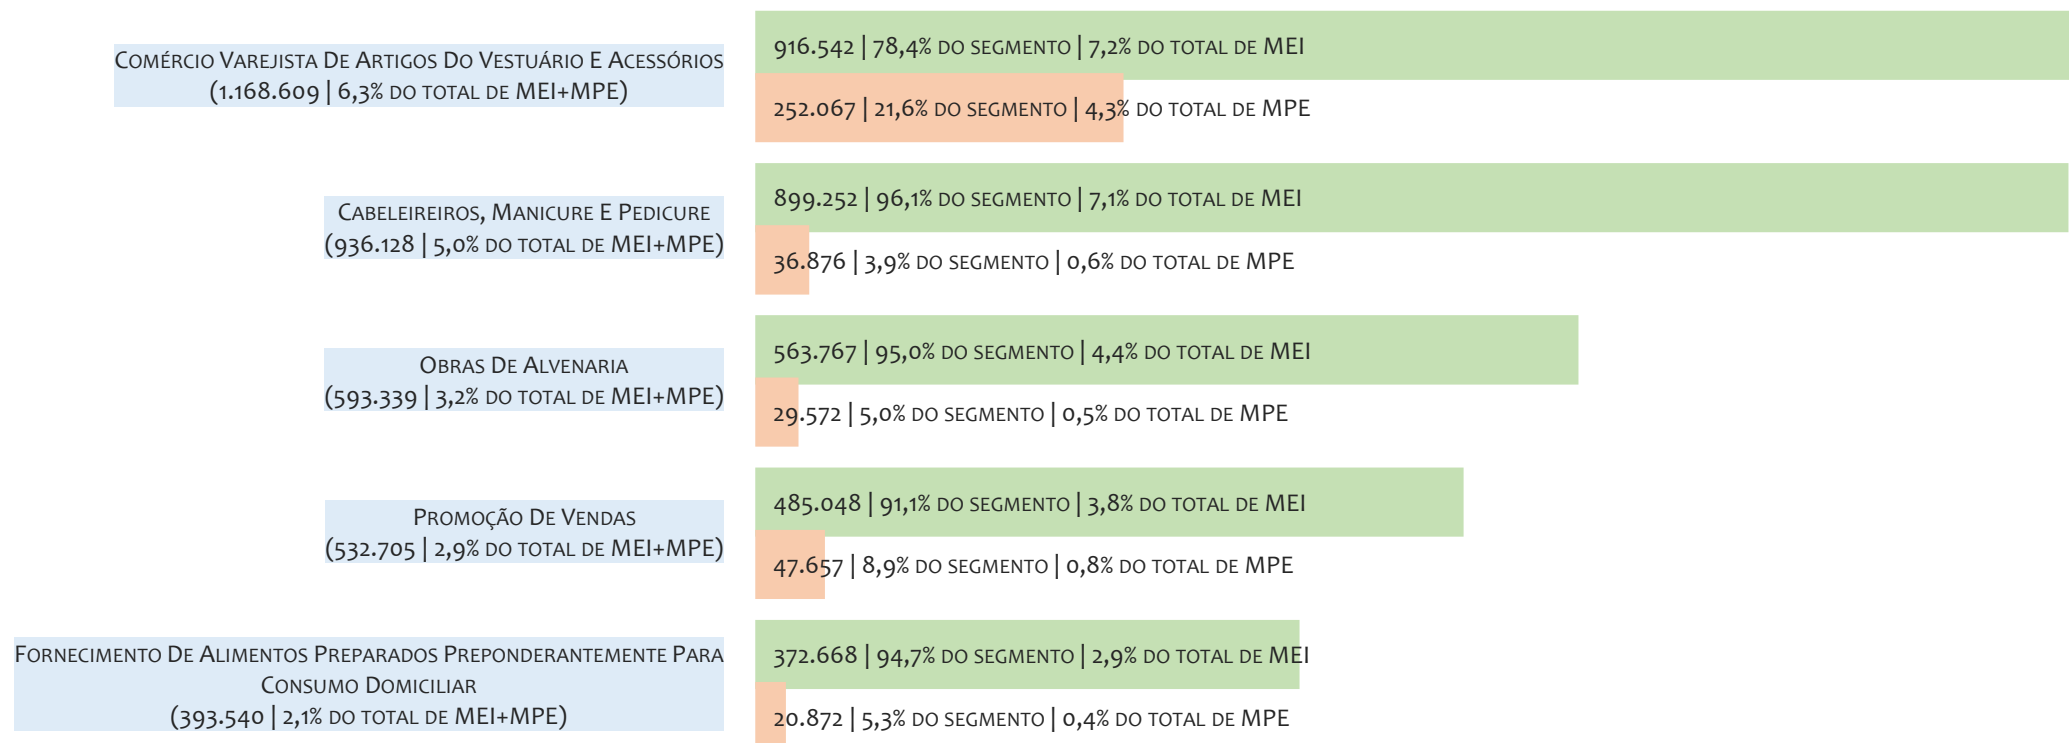 Comércio Varejista De Artigos Do Vestuário E Acessórios
(1.168.609 | 6,3% do total de MEI+MPE)
916.542 | 78,4% do segmento | 7,2% do total de MEI
252.067 | 21,6% do segmento | 4,3% do total de MPE
Cabeleireiros, Manicure E Pedicure
(936.128 | 5,0% do total de MEI+MPE)
899.252 | 96,1% do segmento | 7,1% do total de MEI
36.876 | 3,9% do segmento | 0,6% do total de MPE
Obras De Alvenaria
(593.339 | 3,2% do total de MEI+MPE)
563.767 | 95,0% do segmento | 4,4% do total de MEI
29.572 | 5,0% do segmento | 0,5% do total de MPE
Promoção De Vendas
(532.705 | 2,9% do total de MEI+MPE)
485.048 | 91,1% do segmento | 3,8% do total de MEI
47.657 | 8,9% do segmento | 0,8% do total de MPE
Fornecimento De Alimentos Preparados Preponderantemente Para
Consumo Domiciliar
(393.540 | 2,1% do total de MEI+MPE)
372.668 | 94,7% do segmento | 2,9% do total de MEI
20.872 | 5,3% do segmento | 0,4% do total de MPE